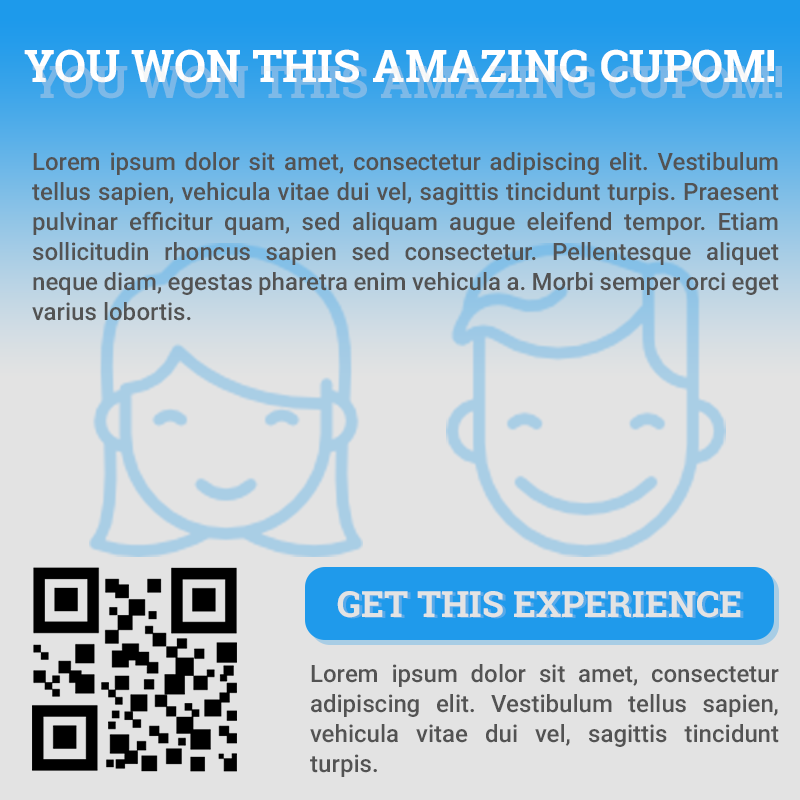 YOU WON THIS AMAZING CUPOM!
Lorem ipsum dolor sit amet, consectetur adipiscing elit. Vestibulum
tellus sapien, vehicula vitae dui vel, sagittis tincidunt turpis. Praesent
pulvinar efficitur quam, sed aliquam augue eleifend tempor. Etiam
sollicitudin rhoncus sapien sed consectetur. Pellentesque aliquet
neque diam, egestas pharetra enim vehicula a. Morbi semper orci eget
varius lobortis.
GET THIS EXPERIENCE
Lorem ipsum dolor sit amet, consectetur
adipiscing elit. Vestibulum tellus sapien,
vehicula vitae dui vel, sagittis tincidunt
turpis.